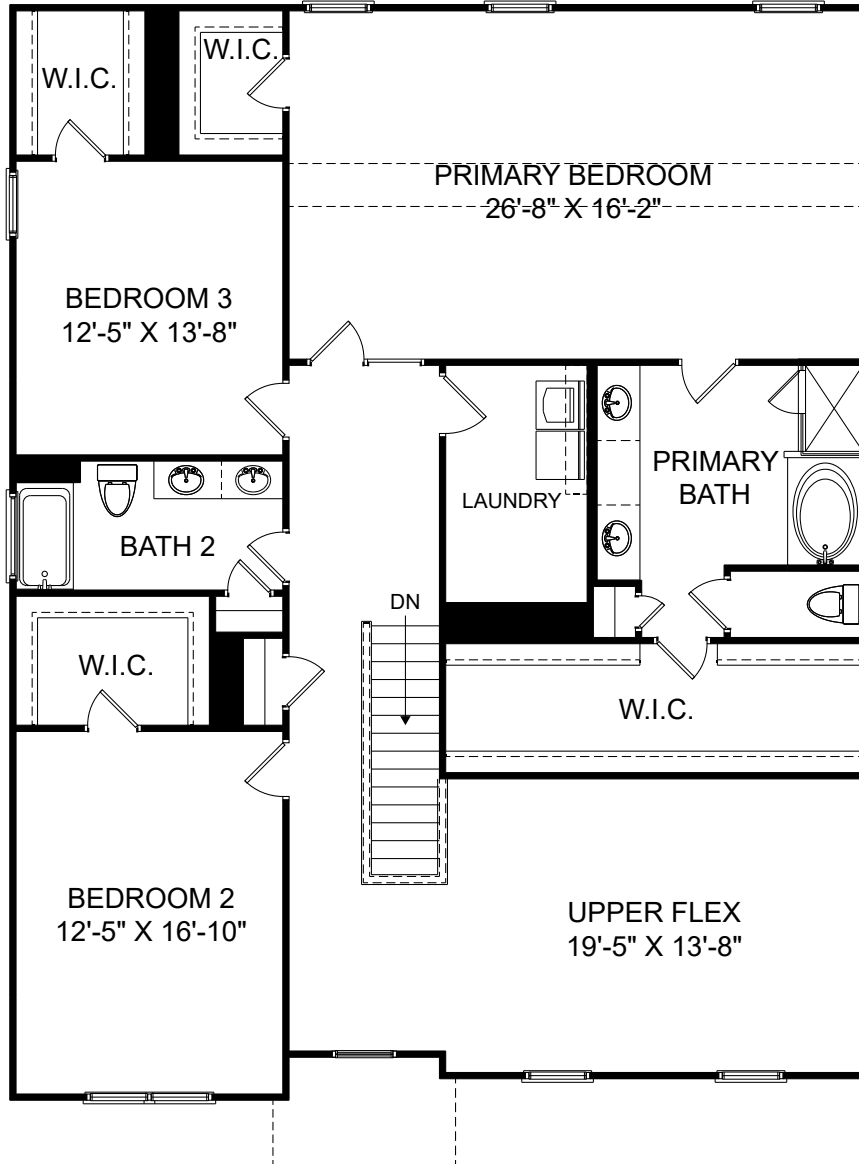 W.I.C.
W.I.C.
PRIMARY BEDROOM
26'-8" X 16'-2"
BEDROOM 3
12'-5" X 13'-8"
PRIMARY
BATH
LAUNDRY
BATH 2
DN
W.I.C.
W.I.C.
BEDROOM 2
12'-5" X 16'-10"
UPPER FLEX
19'-5" X 13'-8"